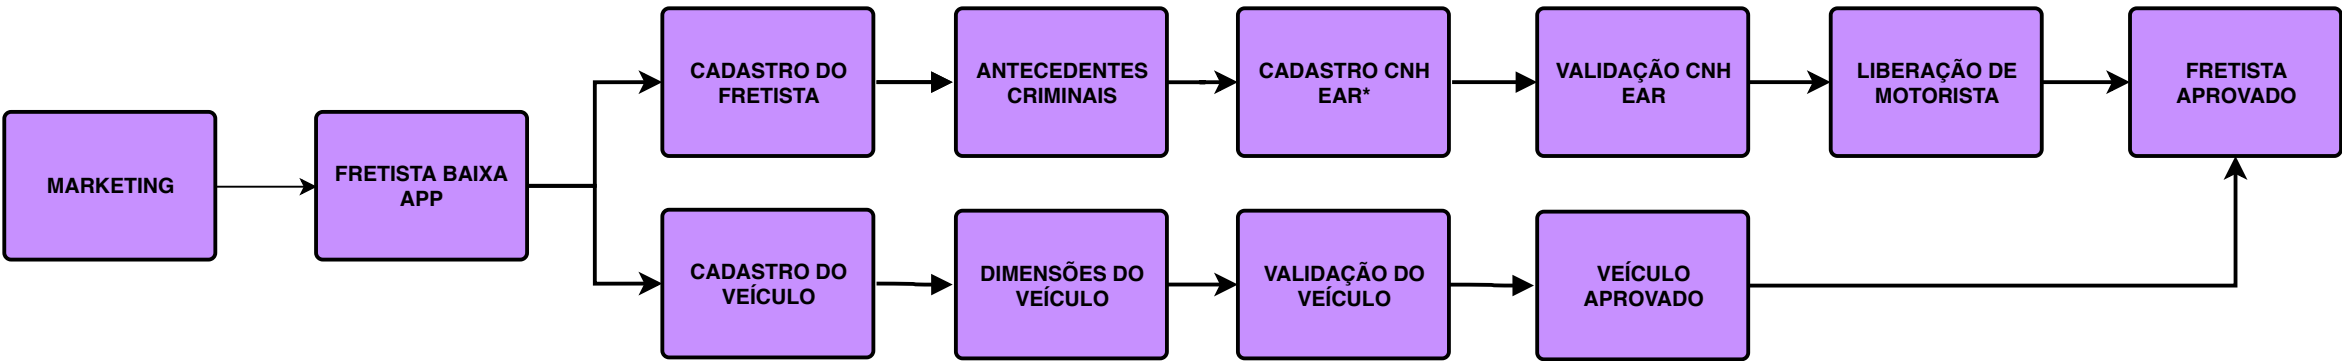 MARKETING
FRETISTA BAIXA
APP
CADASTRO DO
FRETISTA
ANTECEDENTES
CRIMINAIS
CADASTRO CNH
EAR*
VALIDAÇÃO CNH
EAR
LIBERAÇÃO DE
MOTORISTA
FRETISTA
APROVADO
CADASTRO DO
VEÍCULO
DIMENSÕES DO
VEÍCULO
VALIDAÇÃO DO
VEÍCULO
VEÍCULO
APROVADO